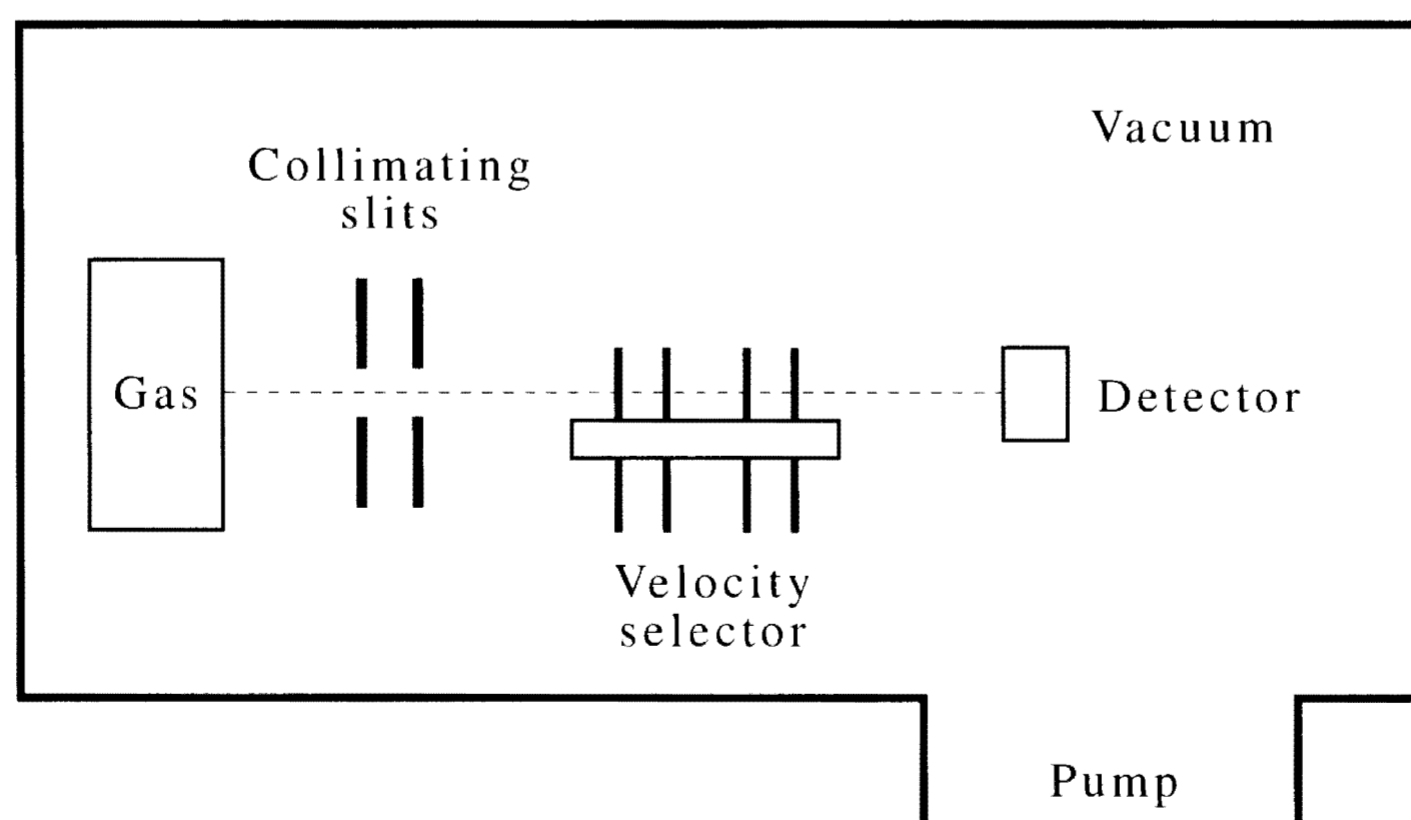 Vacuum
Collimating
slits
Gas
Detector
Velocity
selector
Pump